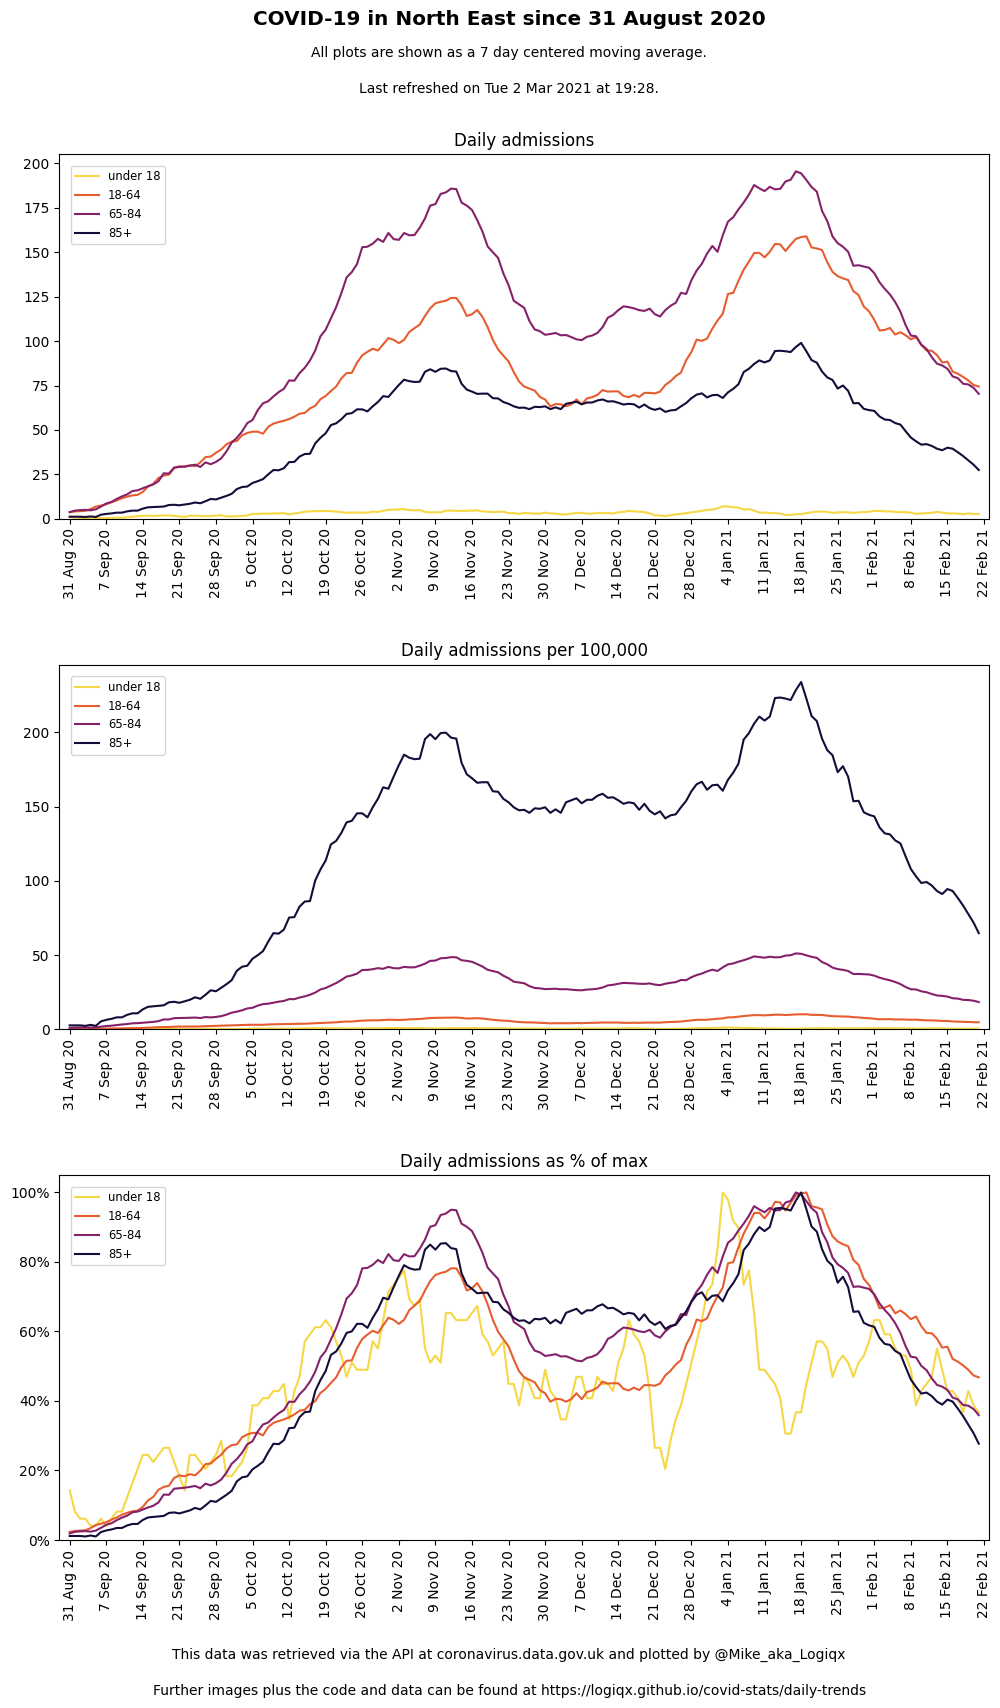 COVID-19 in North East since 31 August 2020
All plots are shown as a 7 day centered moving average.
Last refreshed on Tue 2 Mar 2021 at 19:28.
Daily admissions
under 18
18-64
65-84
85+
200
175
150
125
100
75
50
25
0
31 Aug 20
7 Sep 20
14 Sep 20
21 Sep 20
28 Sep 20
5 Oct 20
12 Oct 20
19 Oct 20
26 Oct 20
2 Nov 20
9 Nov 20
16 Nov 20
23 Nov 20
30 Nov 20
7 Dec 20
14 Dec 20
21 Dec 20
28 Dec 20
4 Jan 21
11 Jan 21
18 Jan 21
25 Jan 21
1 Feb 21
8 Feb 21
15 Feb 21
22 Feb 21
Daily admissions per 100,000
under 18
18-64
65-84
85+
200
150
100
50
0
31 Aug 20
7 Sep 20
14 Sep 20
21 Sep 20
28 Sep 20
5 Oct 20
12 Oct 20
19 Oct 20
26 Oct 20
2 Nov 20
9 Nov 20
16 Nov 20
23 Nov 20
30 Nov 20
7 Dec 20
14 Dec 20
21 Dec 20
28 Dec 20
4 Jan 21
11 Jan 21
18 Jan 21
25 Jan 21
1 Feb 21
8 Feb 21
15 Feb 21
22 Feb 21
Daily admissions as % of max
under 18
18-64
65-84
85+
100%
80%
60%
40%
20%
0%
31 Aug 20
7 Sep 20
14 Sep 20
21 Sep 20
28 Sep 20
5 Oct 20
12 Oct 20
19 Oct 20
26 Oct 20
2 Nov 20
9 Nov 20
16 Nov 20
23 Nov 20
30 Nov 20
7 Dec 20
14 Dec 20
21 Dec 20
28 Dec 20
4 Jan 21
11 Jan 21
18 Jan 21
25 Jan 21
1 Feb 21
8 Feb 21
15 Feb 21
22 Feb 21
This data was retrieved via the API at coronavirus.data.gov.uk and plotted by @Mike_aka_Logiqx
Further images plus the code and data can be found at https://logiqx.github.io/covid-stats/daily-trends